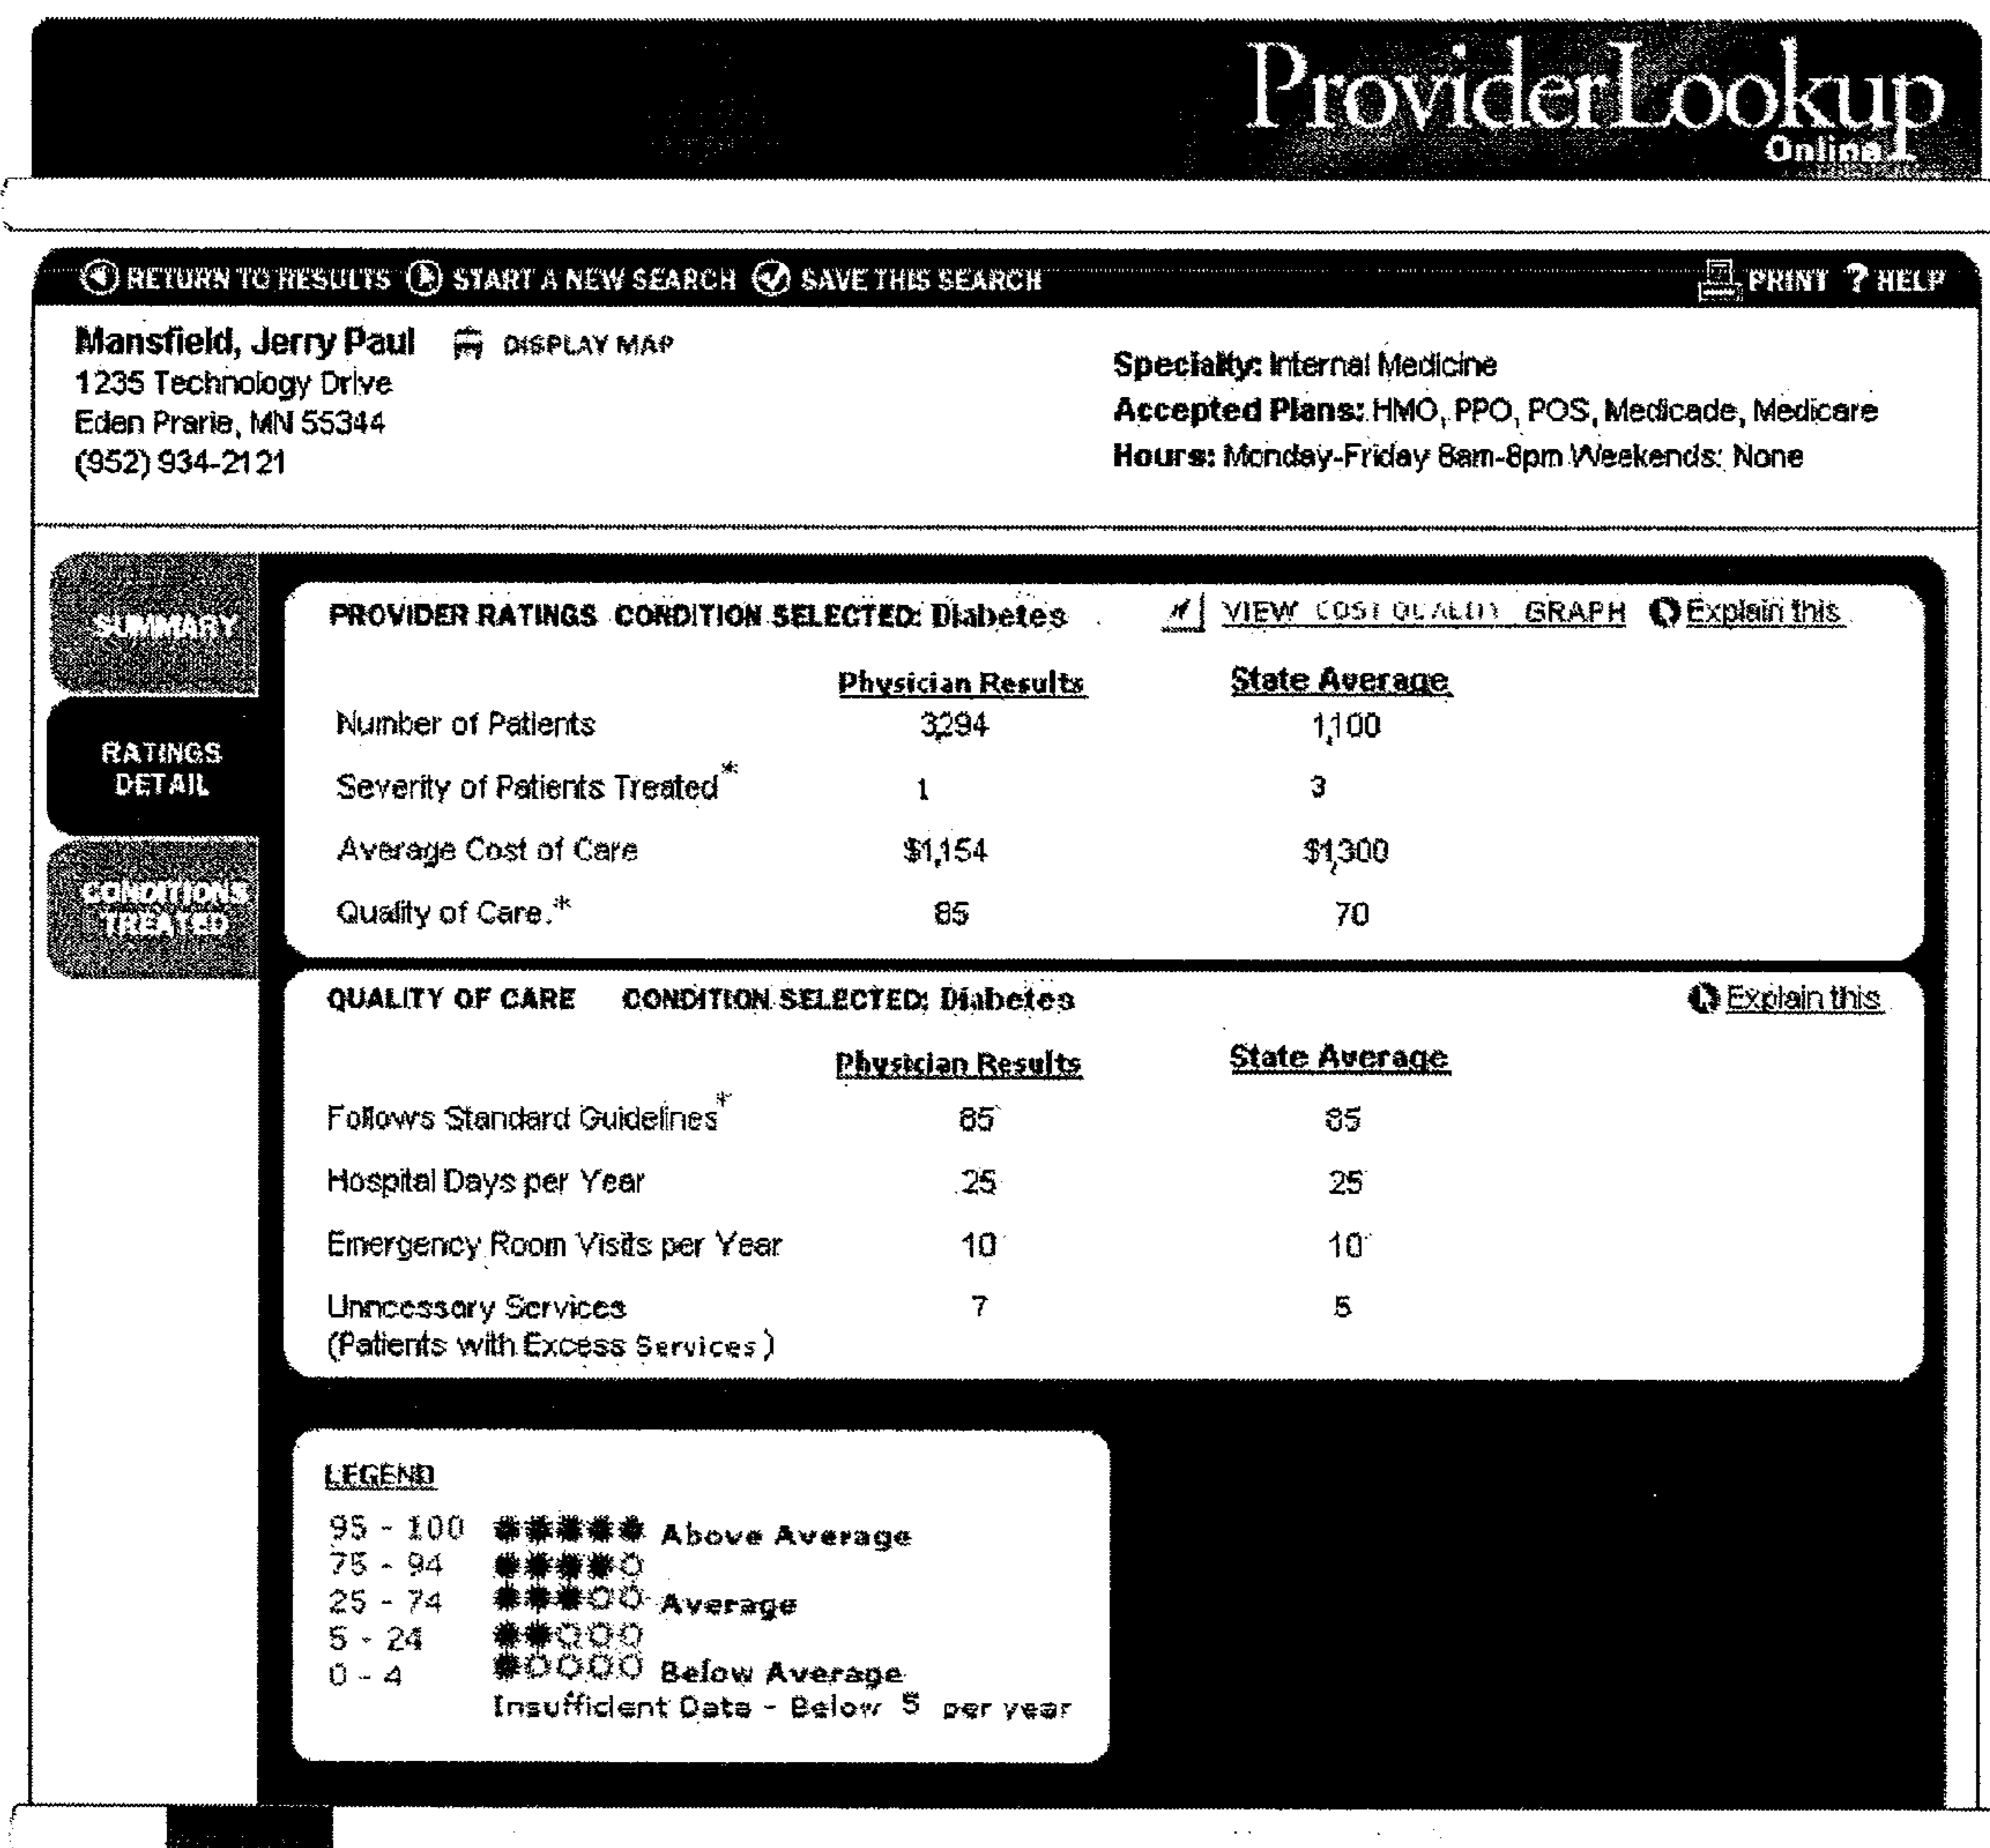 ProviderLookup
Online
RETURN TO RESULTS START A NEW SEARCH SAVE THIS SEARCH PRINT ? HELP
Mansfield, Jerry Paul DISPLAY MAP
1235 Technology Drive
Eden Prarie, MN 55344
(952) 934-2121
Specialty: Internal Medicine
Accepted Plans: HMO, PPO, POS, Medicade, Medicare
Hours: Monday-Friday 8am-8pm Weekends: None
SUMMARY
RATINGS
DETAIL
CONDITIONS
TREATED
PROVIDER RATINGS CONDITION SELECTED: Diabetes VIEW COST QUALITY GRAPH Explain this
Physician Results State Average
Number of Patients 3,294 1,100
Severity of Patients Treated* 1 3
Average Cost of Care $1,154 $1,300
Quality of Care.* 85 70
QUALITY OF CARE CONDITION SELECTED: Diabetes Explain this
Physician Results State Average
Follows Standard Guidelines* 85 85
Hospital Days per Year 25 25
Emergency Room Visits per Year 10 10
Unncessary Services 7 5
(Patients with Excess Services)
LEGEND
95 - 100 Above Average
75 - 94
25 - 74 Average
5 - 24
0 - 4 Below Average
Insufficient Data - Below 5 per year